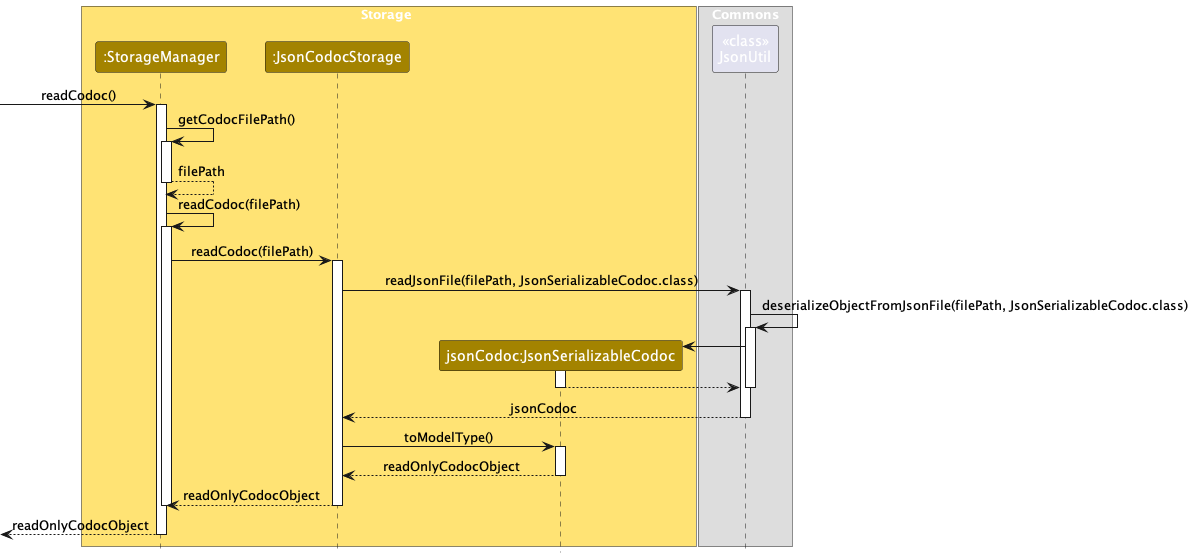 Storage
Commons
:StorageManager
:JsonCodocStorage
«class»
JsonUtil
readCodoc()
getCodocFilePath()
filePath
readCodoc(filePath)
readCodoc(filePath)
readJsonFile(filePath, JsonSerializableCodoc.class)
deserializeObjectFromJsonFile(filePath, JsonSerializableCodoc.class)
jsonCodoc:JsonSerializableCodoc
jsonCodoc
toModelType()
readOnlyCodocObject
readOnlyCodocObject
readOnlyCodocObject